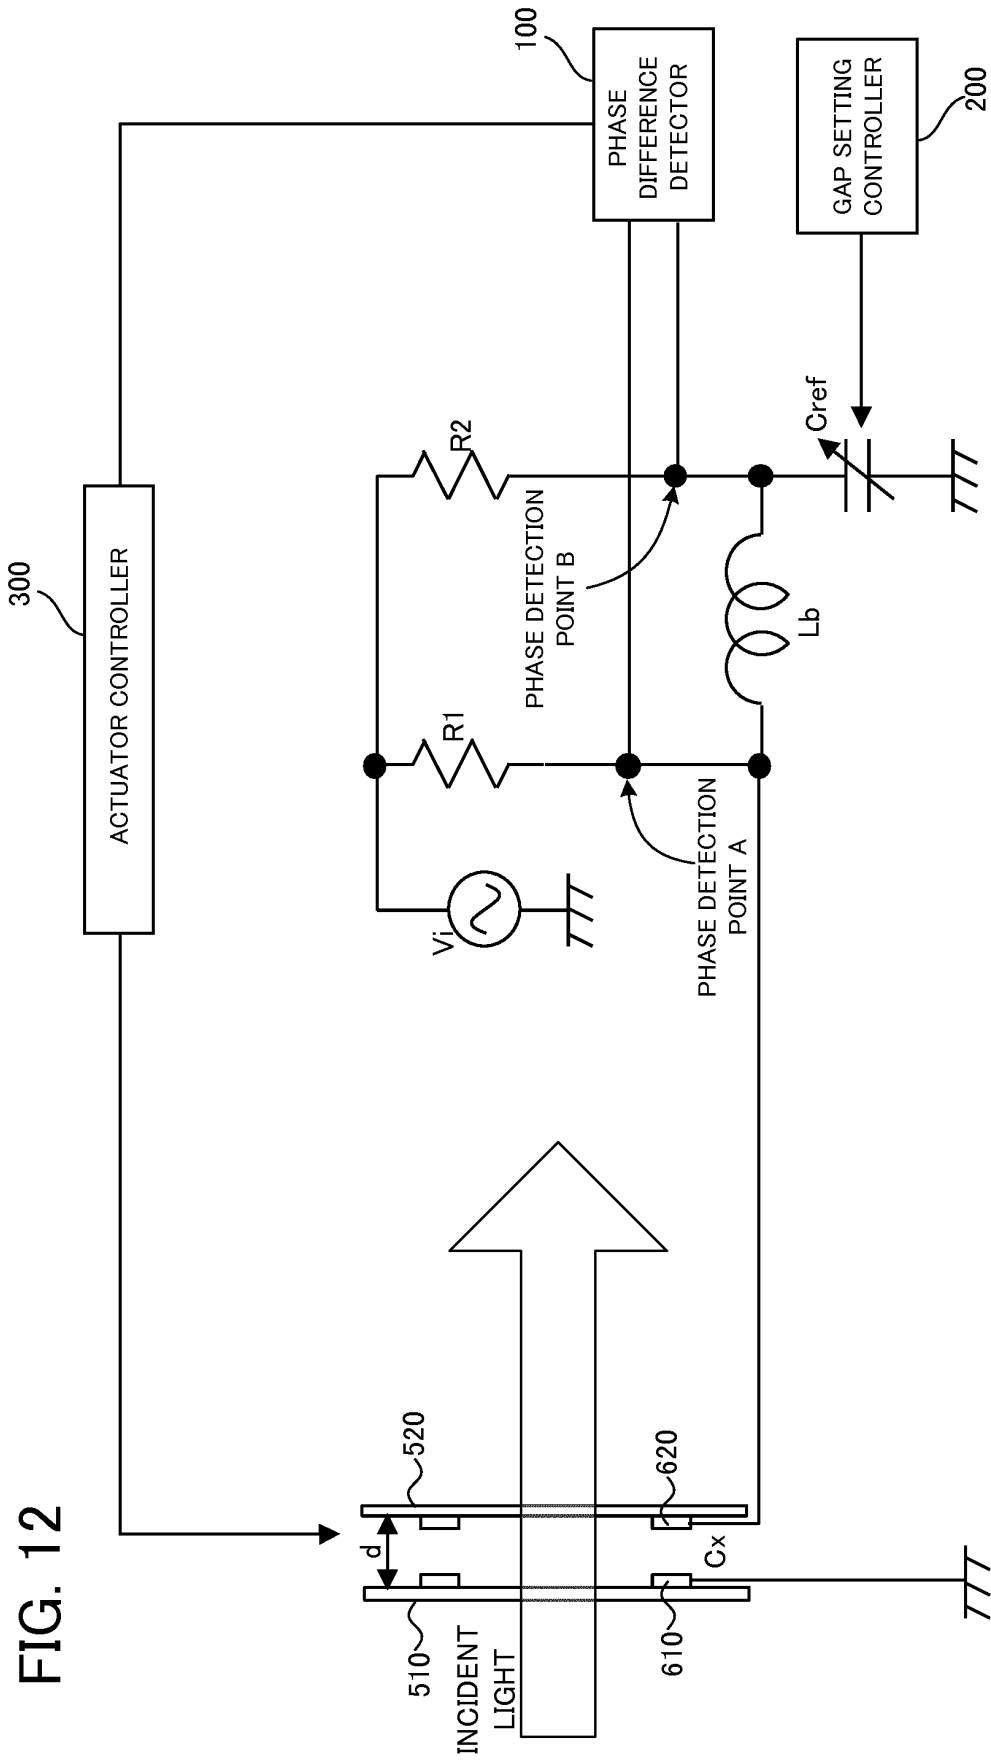 FIG. 12
300
ACTUATOR CONTROLLER
100
PHASE
DIFFERENCE
DETECTOR
GAP SETTING
CONTROLLER
200
Vi
R1
R2
PHASE DETECTION
POINT B
PHASE DETECTION
POINT A
Lb
Cref
510
520
d
INCIDENT
LIGHT
610
620
Cx